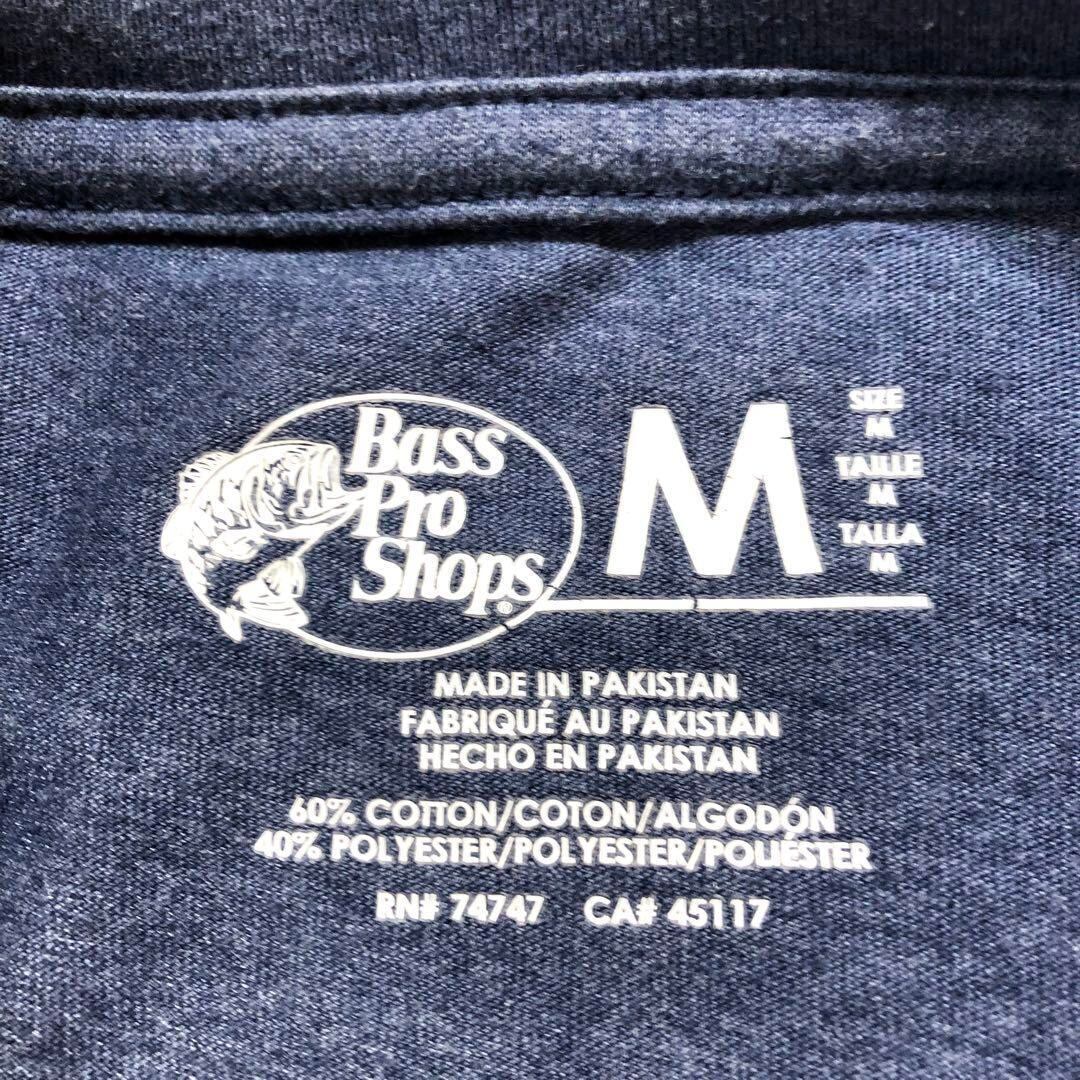 Bass
Pro
Shops®
M
SIZE
M
TAILLE
M
TALLA
M
MADE IN PAKISTAN
FABRIQUÉ AU PAKISTAN
HECHO EN PAKISTAN
60% COTTON/COTON/ALGODÓN
40% POLYESTER/POLYESTER/POLIÉSTER
RN# 74747 CA# 45117